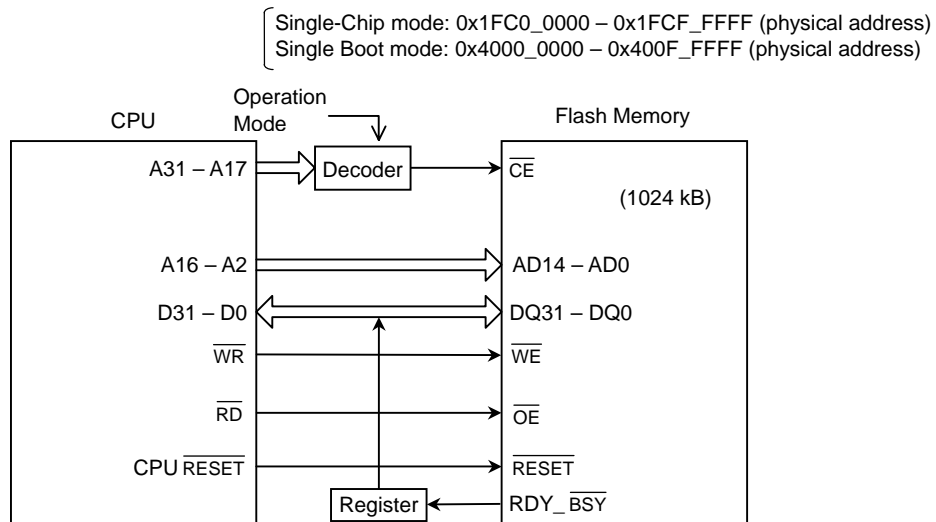 Single-Chip mode: 0x1FC0_0000 – 0x1FCF_FFFF (physical address)
Single Boot mode: 0x4000_0000 – 0x400F_FFFF (physical address)
Operation
Mode
CPU
Flash Memory
A31 – A17
Decoder
CE
(1024 kB)
A16 – A2
AD14 – AD0
D31 – D0
DQ31 – DQ0
WR
WE
RD
OE
CPU RESET
RESET
Register
RDY_BSY